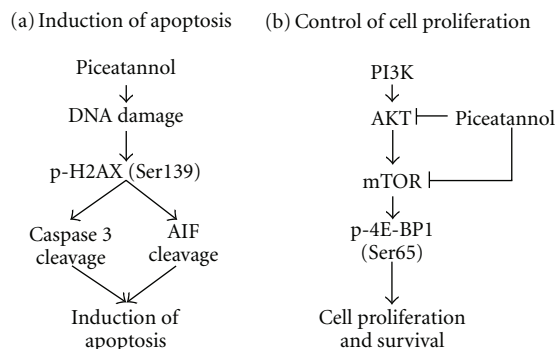 (a) Induction of apoptosis
Piceatannol
DNA damage
p-H2AX (Ser139)
Caspase 3
cleavage
AIF
cleavage
Induction of
apoptosis
(b) Control of cell proliferation
PI3K
AKT
Piceatannol
mTOR
p-4E-BP1
(Ser65)
Cell proliferation
and survival